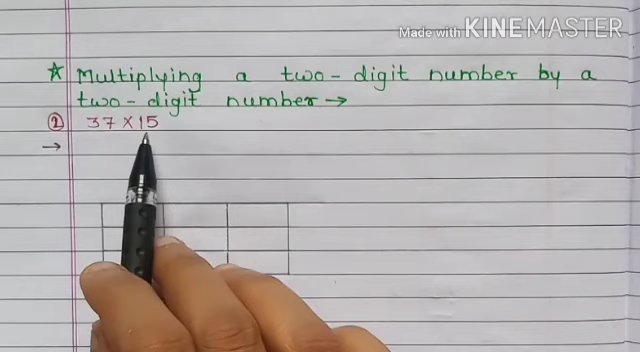 Made with KINEMASTER
☆ Multiplying a two-digit number by a
two-digit number →
② 37 × 15
→